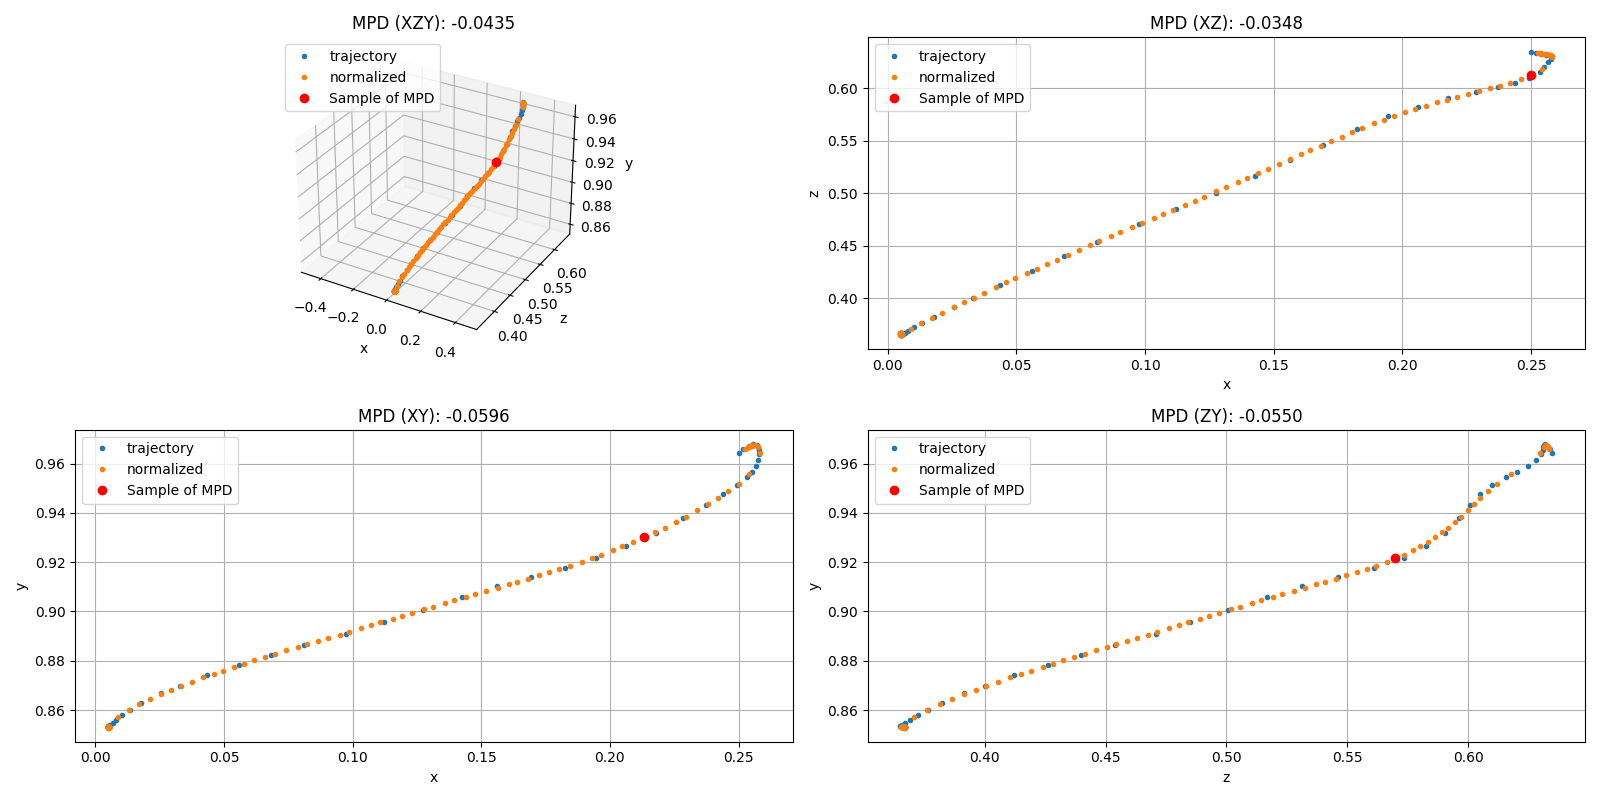 MPD (XZY): -0.0435
trajectory
normalized
Sample of MPD
0.96
0.94
0.92
0.90
0.88
0.86
y
−0.4
−0.2
0.0
0.2
0.4
x
0.40
0.45
0.50
0.55
0.60
z
MPD (XZ): -0.0348
trajectory
normalized
Sample of MPD
0.60
0.55
0.50
0.45
0.40
z
0.00 0.05 0.10 0.15 0.20 0.25
x
MPD (XY): -0.0596
trajectory
normalized
Sample of MPD
0.96
0.94
0.92
0.90
0.88
0.86
y
0.00 0.05 0.10 0.15 0.20 0.25
x
MPD (ZY): -0.0550
trajectory
normalized
Sample of MPD
0.96
0.94
0.92
0.90
0.88
0.86
y
0.40 0.45 0.50 0.55 0.60
z